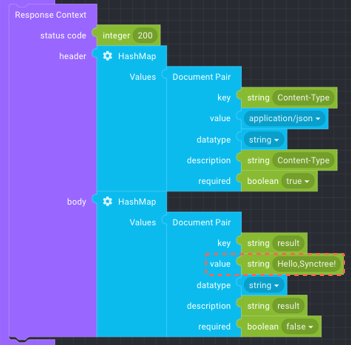 Response Context
status code integer 200
header HashMap
Values Document Pair
key string Content-Type
value application/json
datatype string
description string Content-Type
required boolean true
body HashMap
Values Document Pair
key string result
value string Hello,Synctree!
datatype string
description string result
required boolean false